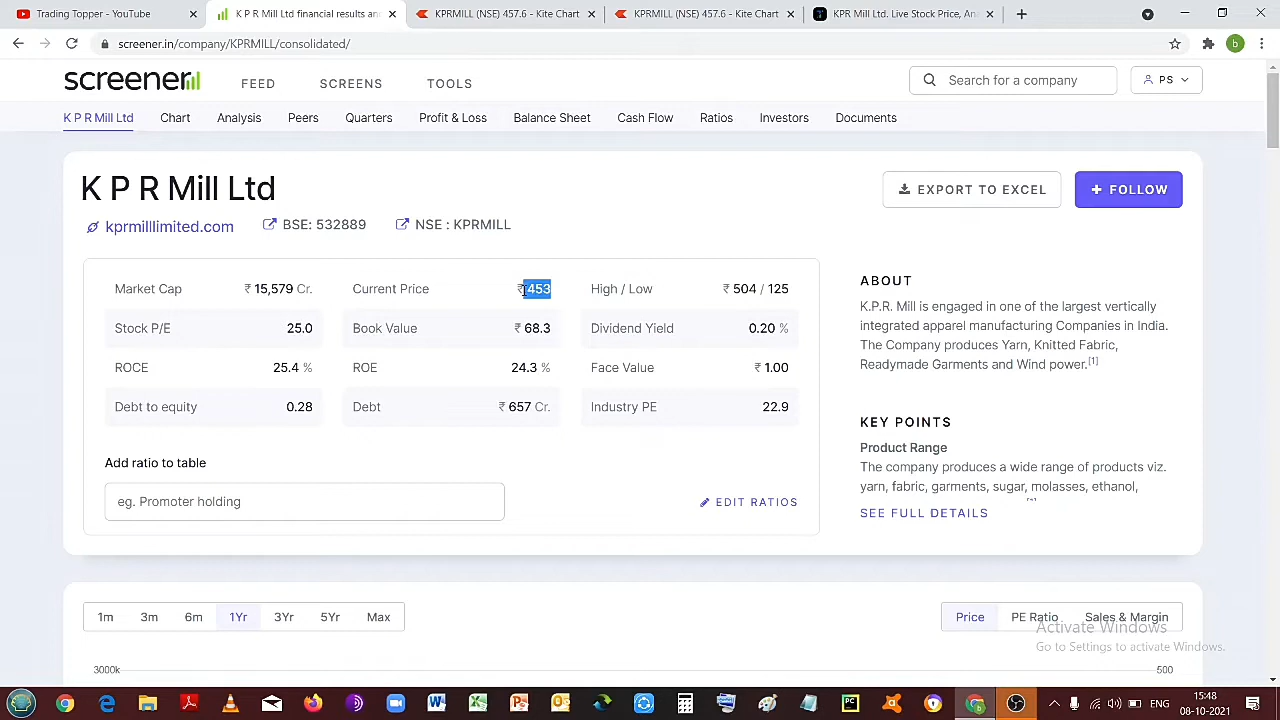 Trading Topper - YouTube
K P R Mill Ltd financial results an
KPRMILL (NSE) 457.6 - Kite Chart
KPRMILL (NSE) 457.6 - Kite Chart
KPR Mill Ltd. Live Stock Price, An
screener.in/company/KPRMILL/consolidated/
b
screener
FEED
SCREENS
TOOLS
Search for a company
PS
K P R Mill Ltd
Chart
Analysis
Peers
Quarters
Profit & Loss
Balance Sheet
Cash Flow
Ratios
Investors
Documents
K P R Mill Ltd
EXPORT TO EXCEL
+ FOLLOW
kprmilllimited.com
BSE: 532889
NSE : KPRMILL
Market Cap ₹ 15,579 Cr.
Current Price ₹ 453
High / Low ₹ 504 / 125
Stock P/E 25.0
Book Value ₹ 68.3
Dividend Yield 0.20 %
ROCE 25.4 %
ROE 24.3 %
Face Value ₹ 1.00
Debt to equity 0.28
Debt ₹ 657 Cr.
Industry PE 22.9
Add ratio to table
eg. Promoter holding
EDIT RATIOS
ABOUT
K.P.R. Mill is engaged in one of the largest vertically
integrated apparel manufacturing Companies in India.
The Company produces Yarn, Knitted Fabric,
Readymade Garments and Wind power.[1]
KEY POINTS
Product Range
The company produces a wide range of products viz.
yarn, fabric, garments, sugar, molasses, ethanol,
SEE FULL DETAILS
1m
3m
6m
1Yr
3Yr
5Yr
Max
Price
PE Ratio
Sales & Margin
Activate Windows
Go to Settings to activate Windows.
3000k
500
ENG
15:48
08-10-2021